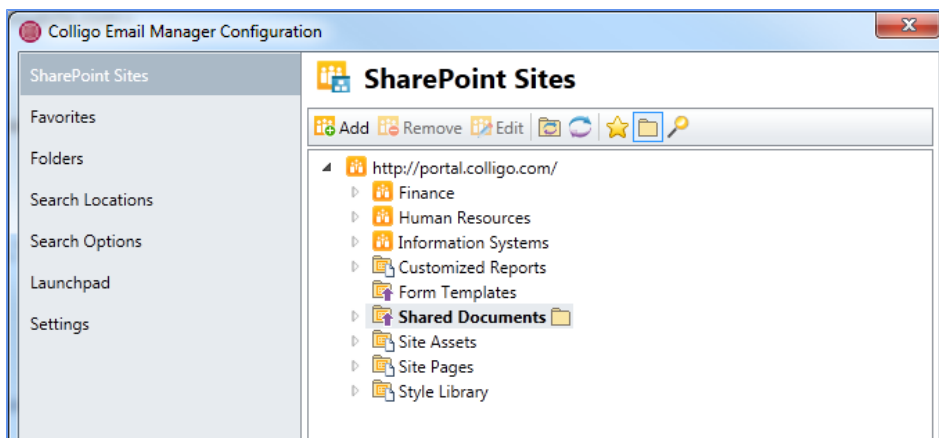 Colligo Email Manager Configuration
SharePoint Sites
Favorites
Folders
Search Locations
Search Options
Launchpad
Settings
SharePoint Sites
Add Remove Edit
http://portal.colligo.com/
Finance
Human Resources
Information Systems
Customized Reports
Form Templates
Shared Documents
Site Assets
Site Pages
Style Library